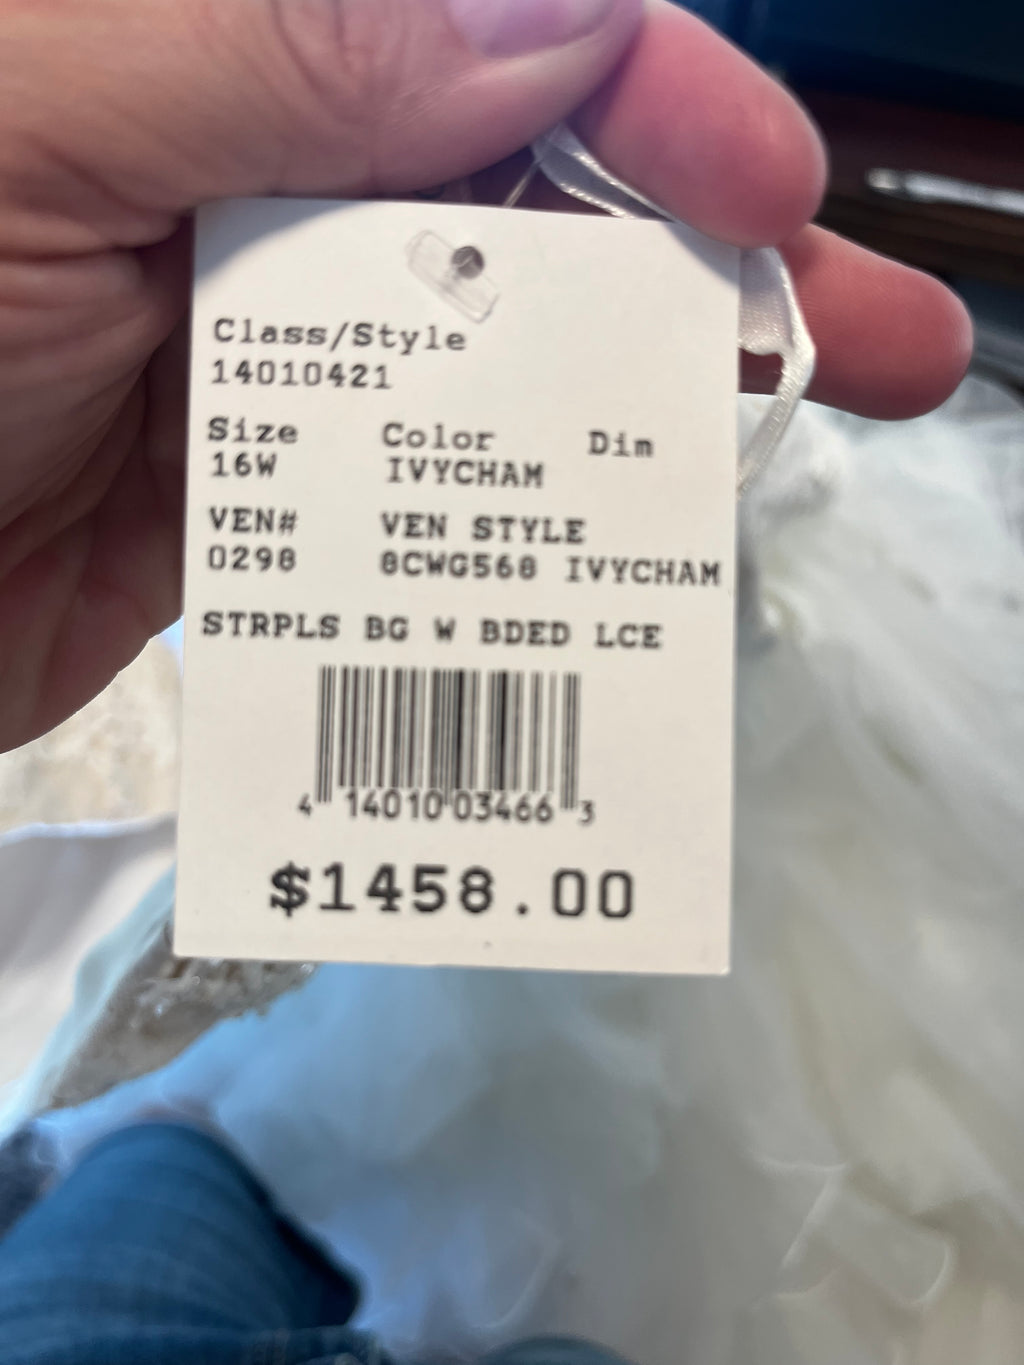 Class/Style
14010421
Size Color Dim
16W IVYCHAM
VEN# VEN STYLE
0298 8CWG568 IVYCHAM
STRPLS BG W BDED LCE
4 14010 03466 3
$1458.00